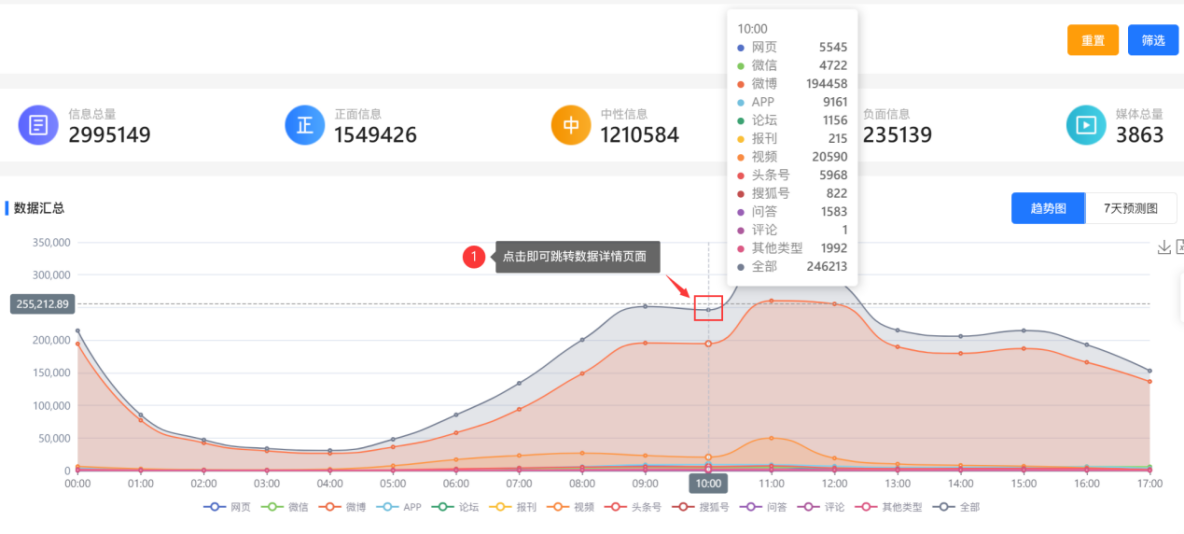 重置 筛选
信息总量
2995149
正面信息
1549426
中性信息
1210584
负面信息
235139
媒体总量
3863
正
中
10:00
网页 5545
微信 4722
微博 194458
APP 9161
论坛 1156
报刊 215
视频 20590
头条号 5968
搜狐号 822
问答 1583
评论 1
其他类型 1992
全部 246213
数据汇总
趋势图 7天预测图
1 点击即可跳转数据详情页面
350,000
300,000
255,212.89
200,000
150,000
100,000
50,000
0
00:00 01:00 02:00 03:00 04:00 05:00 06:00 07:00 08:00 09:00 10:00 11:00 12:00 13:00 14:00 15:00 16:00 17:00
网页 微信 微博 APP 论坛 报刊 视频 头条号 搜狐号 问答 评论 其他类型 全部